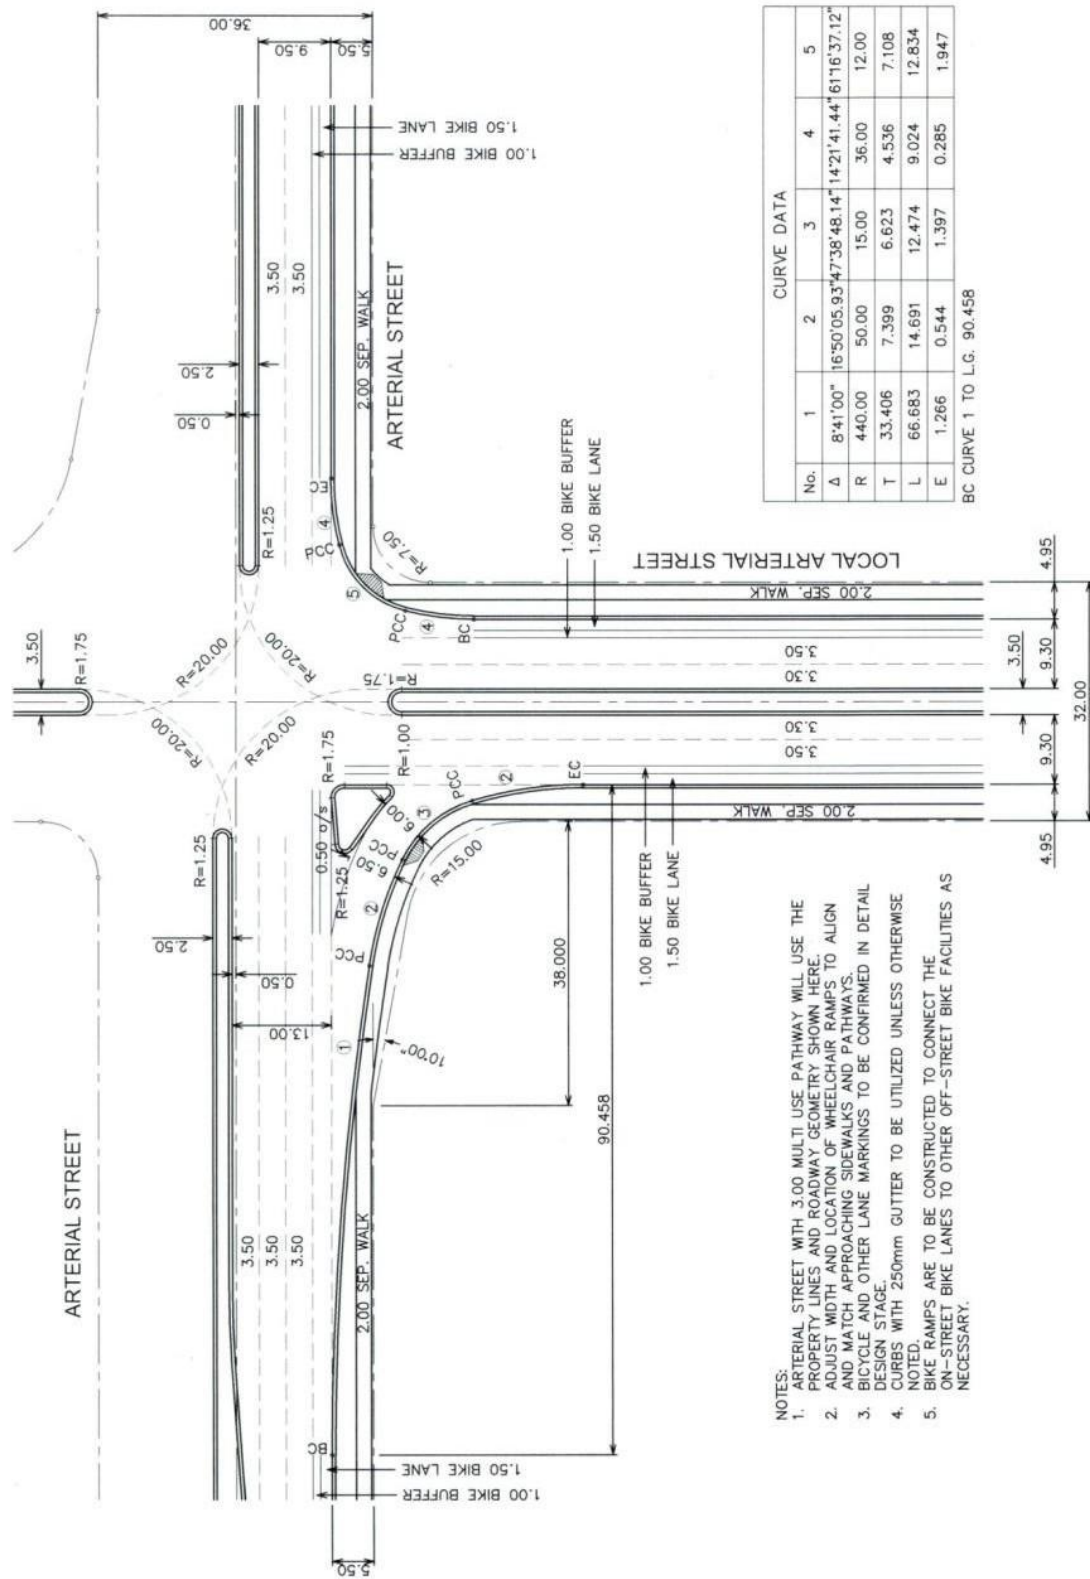 ARTERIAL STREET
36.00
9.50
5.50
1.50 BIKE LANE
1.00 BIKE BUFFER
3.50
3.50
2.50
0.50
2.00 SEP. WALK
ARTERIAL STREET
EC
④
PCC
R=1.25
R=7.50
⑤
PCC
④
BC
1.00 BIKE BUFFER
1.50 BIKE LANE
LOCAL ARTERIAL STREET
2.00 SEP. WALK
3.50
R=1.75
R=20.00
R=20.00
R=20.00
R=20.00
R=1.75
3.50
3.30
3.30
3.50
R=1.25
R=1.75
R=1.00
0.50 o/s
R=1.25
6.00
6.50
R=15.00
PCC
③
PCC
②
EC
②
PCC
①
10°00"
2.00 SEP. WALK
2.50
0.50
13.00
3.50
3.50
3.50
2.00 SEP. WALK
BC
1.50 BIKE LANE
1.00 BIKE BUFFER
5.50
38.000
90.458
1.00 BIKE BUFFER
1.50 BIKE LANE
4.95
9.30
3.50
9.30
4.95
32.00
CURVE DATA
No. 1 2 3 4 5
Δ 8°41'00" 16°50'05.93" 47°38'48.14" 14°21'41.44" 61°16'37.12"
R 440.00 50.00 15.00 36.00 12.00
T 33.406 7.399 6.623 4.536 7.108
L 66.683 14.691 12.474 9.024 12.834
E 1.266 0.544 1.397 0.285 1.947
BC CURVE 1 TO L.G. 90.458
NOTES:
1. ARTERIAL STREET WITH 3.00 MULTI USE PATHWAY WILL USE THE
PROPERTY LINES AND ROADWAY GEOMETRY SHOWN HERE.
2. ADJUST WIDTH AND LOCATION OF WHEELCHAIR RAMPS TO ALIGN
AND MATCH APPROACHING SIDEWALKS AND PATHWAYS.
3. BICYCLE AND OTHER LANE MARKINGS TO BE CONFIRMED IN DETAIL
DESIGN STAGE.
4. CURBS WITH 250mm GUTTER TO BE UTILIZED UNLESS OTHERWISE
NOTED.
5. BIKE RAMPS ARE TO BE CONSTRUCTED TO CONNECT THE
ON-STREET BIKE LANES TO OTHER OFF-STREET BIKE FACILITIES AS
NECESSARY.